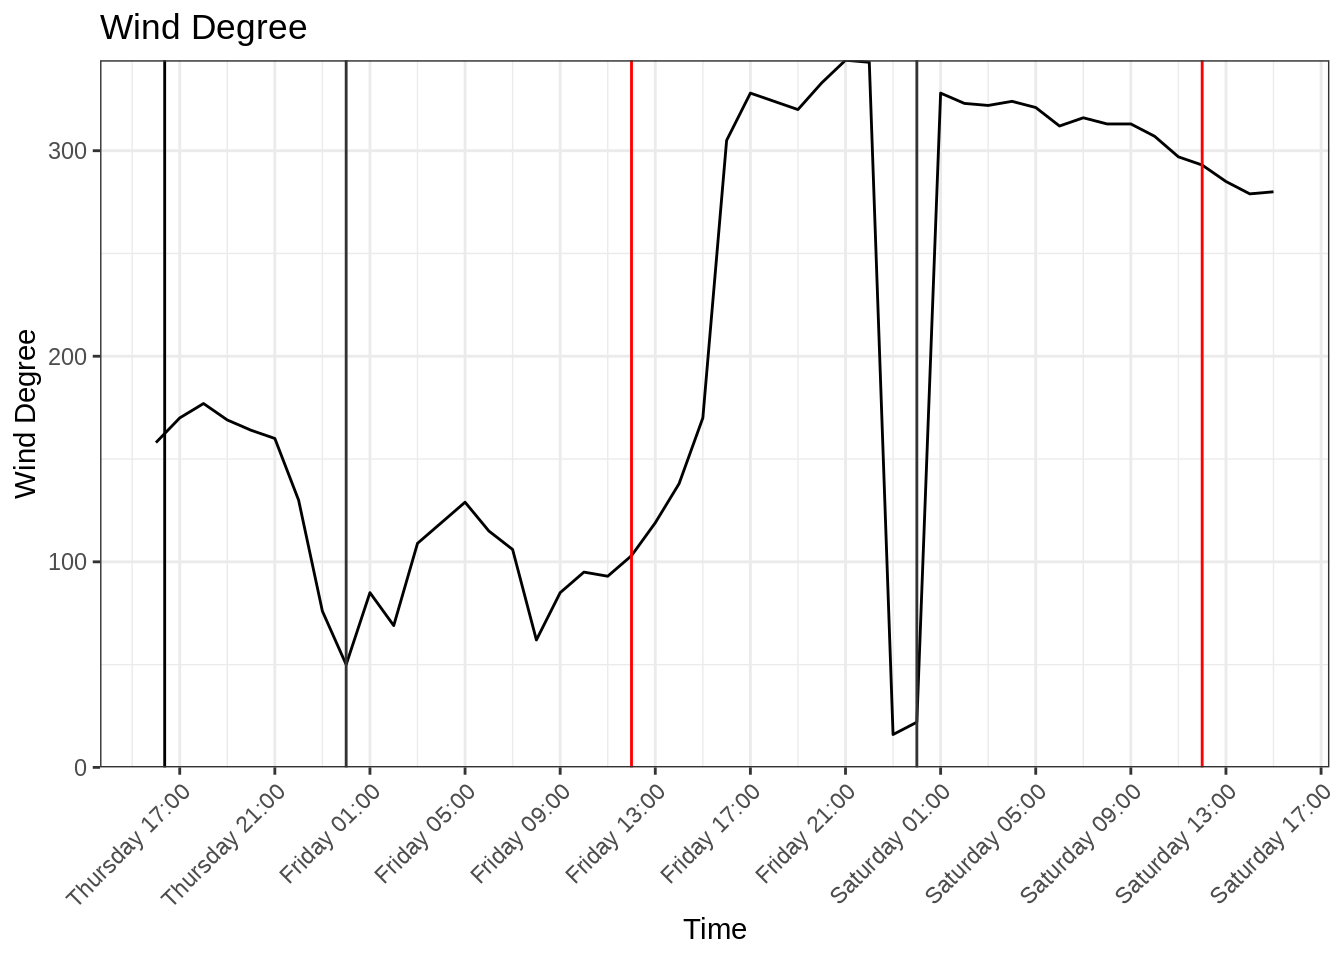 Wind Degree
Wind Degree
300
200
100
0
Thursday 17:00
Thursday 21:00
Friday 01:00
Friday 05:00
Friday 09:00
Friday 13:00
Friday 17:00
Friday 21:00
Saturday 01:00
Saturday 05:00
Saturday 09:00
Saturday 13:00
Saturday 17:00
Time